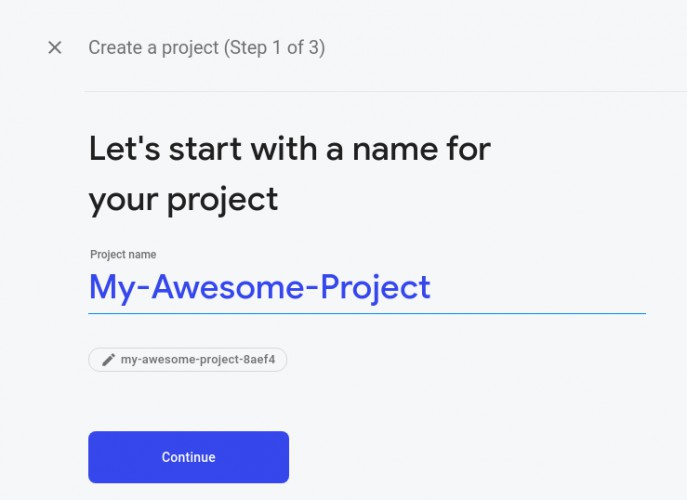 Create a project (Step 1 of 3)
Let's start with a name for
your project
Project name
My-Awesome-Project
my-awesome-project-8aef4
Continue